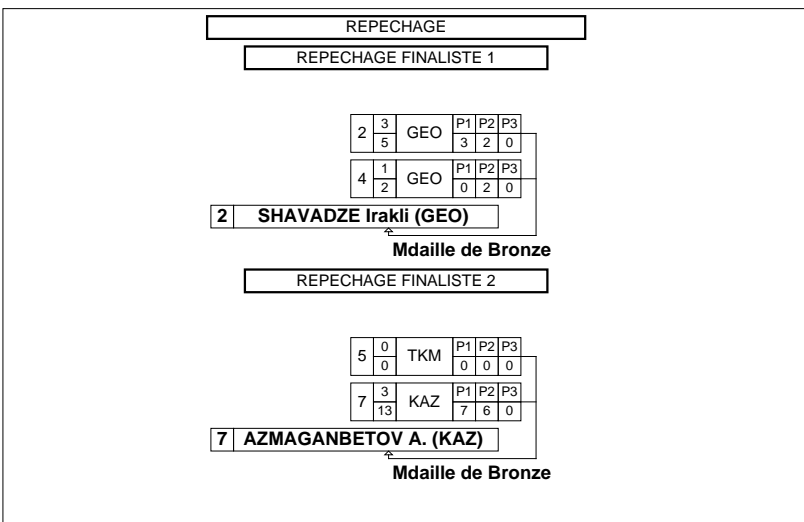 REPECHAGE
REPECHAGE FINALISTE 1
2 3 GEO P1 P2 P3
5 3 2 0
4 1 GEO P1 P2 P3
2 0 2 0
2 SHAVADZE Irakli (GEO)
Mdaille de Bronze
REPECHAGE FINALISTE 2
5 0 TKM P1 P2 P3
0 0 0 0
7 3 KAZ P1 P2 P3
13 7 6 0
7 AZMAGANBETOV A. (KAZ)
Mdaille de Bronze